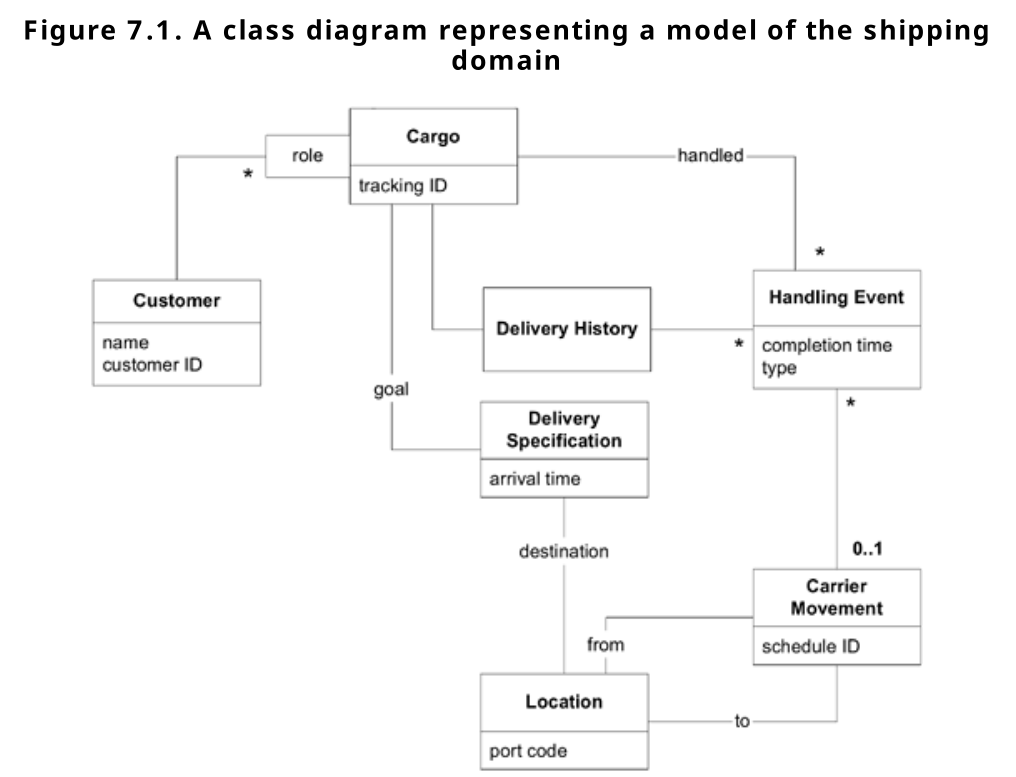 Figure 7.1. A class diagram representing a model of the shipping
domain
Cargo
role
handled
*
tracking ID
*
Customer
Handling Event
Delivery History
name
customer ID
*
completion time
type
goal
*
Delivery
Specification
arrival time
destination
0..1
Carrier
Movement
from
schedule ID
Location
to
port code